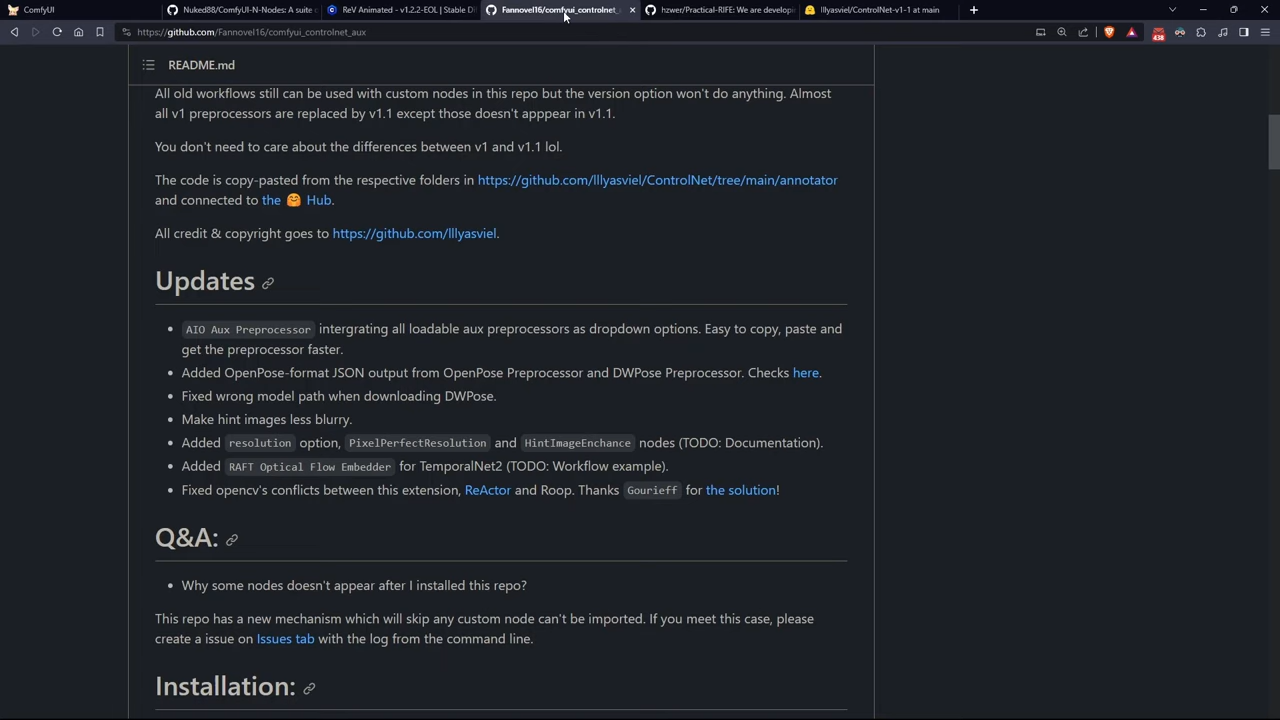 ComfyUI
Nuked88/ComfyUI-N-Nodes: A suite o
ReV Animated - v1.2.2-EOL | Stable Di
Fannovel16/comfyui_controlnet_
hzwer/Practical-RIFE: We are developi
lllyasviel/ControlNet-v1-1 at main
https://github.com/Fannovel16/comfyui_controlnet_aux
438
README.md
All old workflows still can be used with custom nodes in this repo but the version option won't do anything. Almost
all v1 preprocessors are replaced by v1.1 except those doesn't apppear in v1.1.
You don't need to care about the differences between v1 and v1.1 lol.
The code is copy-pasted from the respective folders in https://github.com/lllyasviel/ControlNet/tree/main/annotator
and connected to the 🤗 Hub.
All credit & copyright goes to https://github.com/lllyasviel.
Updates
• AIO Aux Preprocessor intergrating all loadable aux preprocessors as dropdown options. Easy to copy, paste and
get the preprocessor faster.
• Added OpenPose-format JSON output from OpenPose Preprocessor and DWPose Preprocessor. Checks here.
• Fixed wrong model path when downloading DWPose.
• Make hint images less blurry.
• Added resolution option, PixelPerfectResolution and HintImageEnchance nodes (TODO: Documentation).
• Added RAFT Optical Flow Embedder for TemporalNet2 (TODO: Workflow example).
• Fixed opencv's conflicts between this extension, ReActor and Roop. Thanks Gourieff for the solution!
Q&A:
• Why some nodes doesn't appear after I installed this repo?
This repo has a new mechanism which will skip any custom node can't be imported. If you meet this case, please
create a issue on Issues tab with the log from the command line.
Installation: